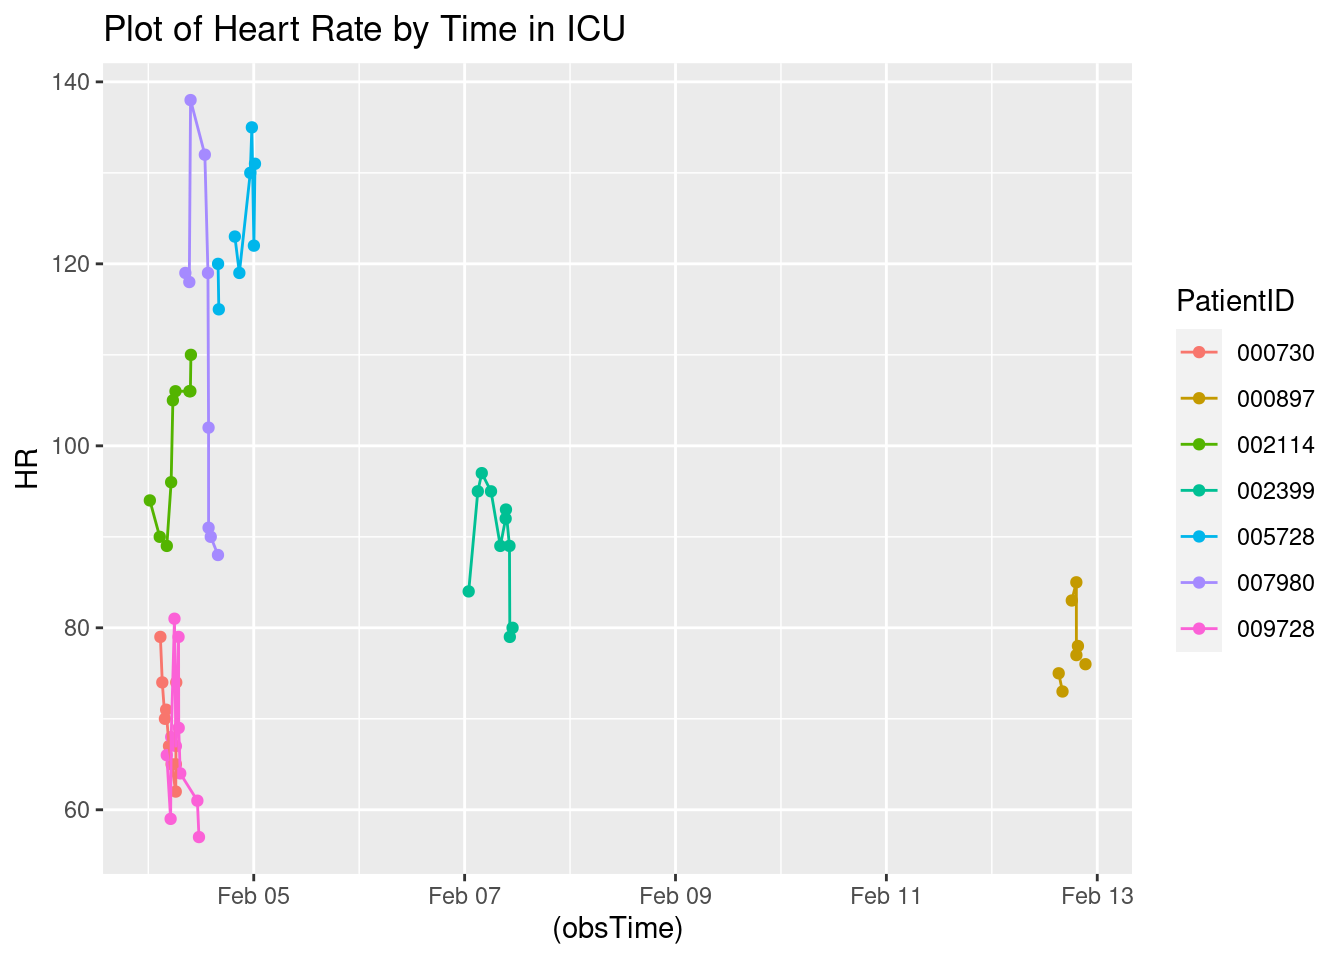 Plot of Heart Rate by Time in ICU
140
120
100
80
60
HR
Feb 05
Feb 07
Feb 09
Feb 11
Feb 13
(obsTime)
PatientID
000730
000897
002114
002399
005728
007980
009728